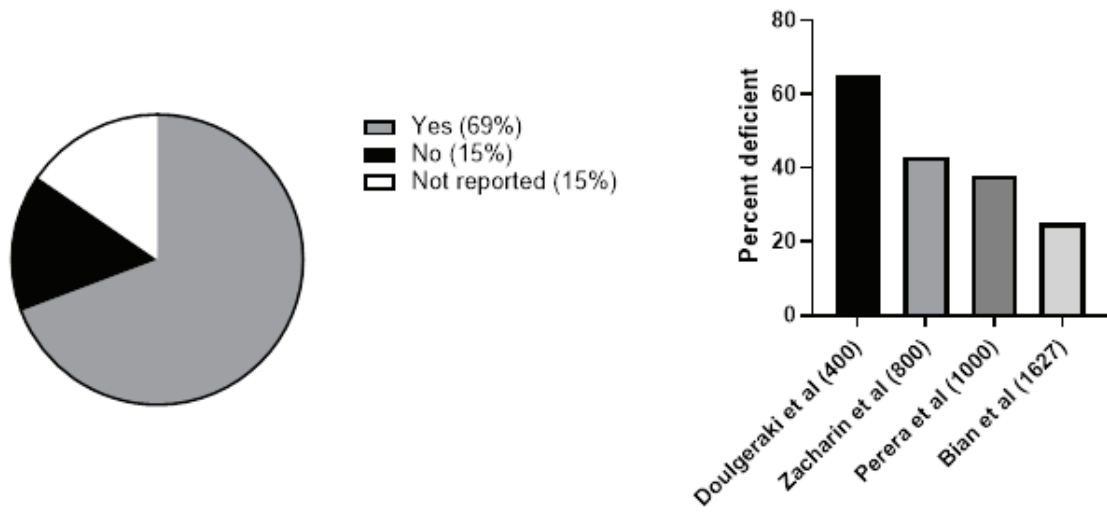 Yes (69%)
No (15%)
Not reported (15%)
Percent deficient
80
60
40
20
0
Doulgeraki et al (400)
Zacharin et al (800)
Perera et al (1000)
Bian et al (1627)